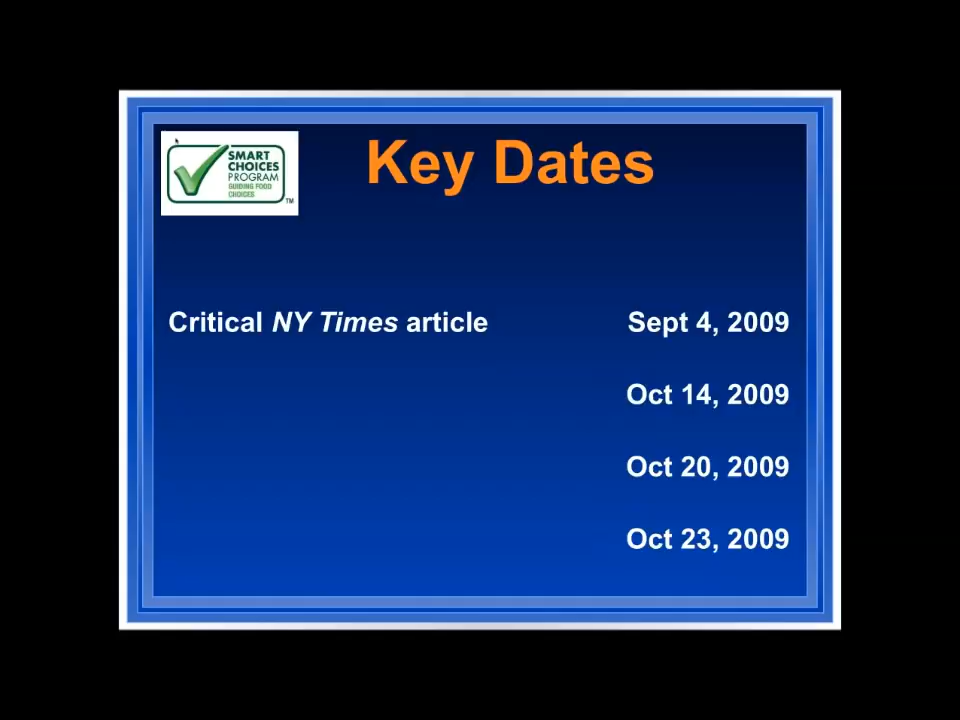 SMART
CHOICES
PROGRAM
GUIDING FOOD
CHOICES
TM
Key Dates
Critical NY Times article Sept 4, 2009
Oct 14, 2009
Oct 20, 2009
Oct 23, 2009